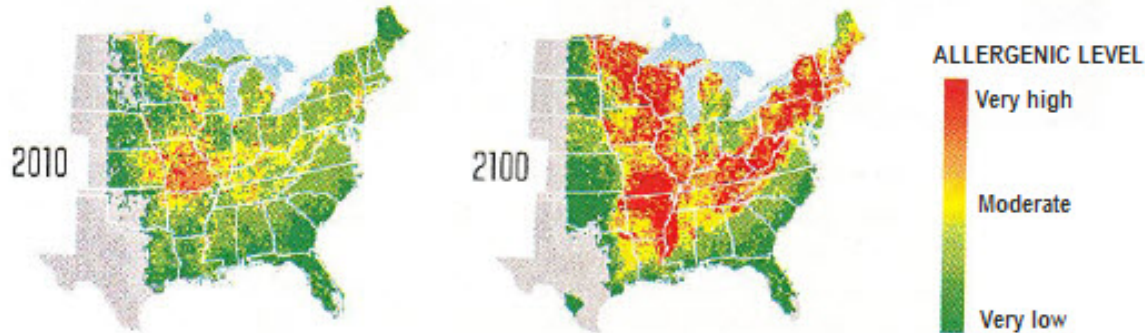 2010
2100
ALLERGENIC LEVEL
Very high
Moderate
Very low